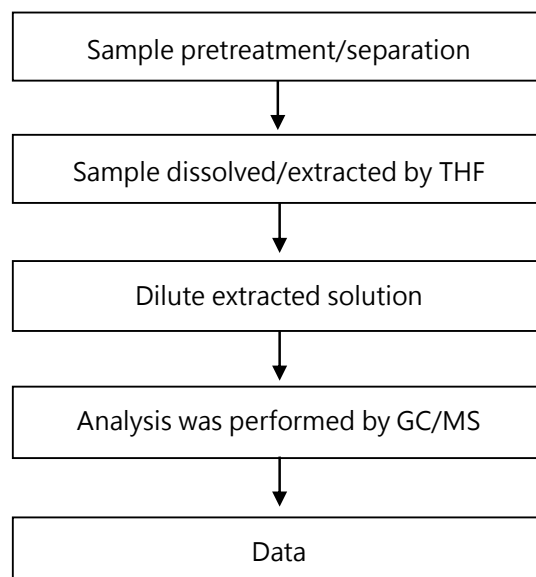 Sample pretreatment/separation
Sample dissolved/extracted by THF
Dilute extracted solution
Analysis was performed by GC/MS
Data